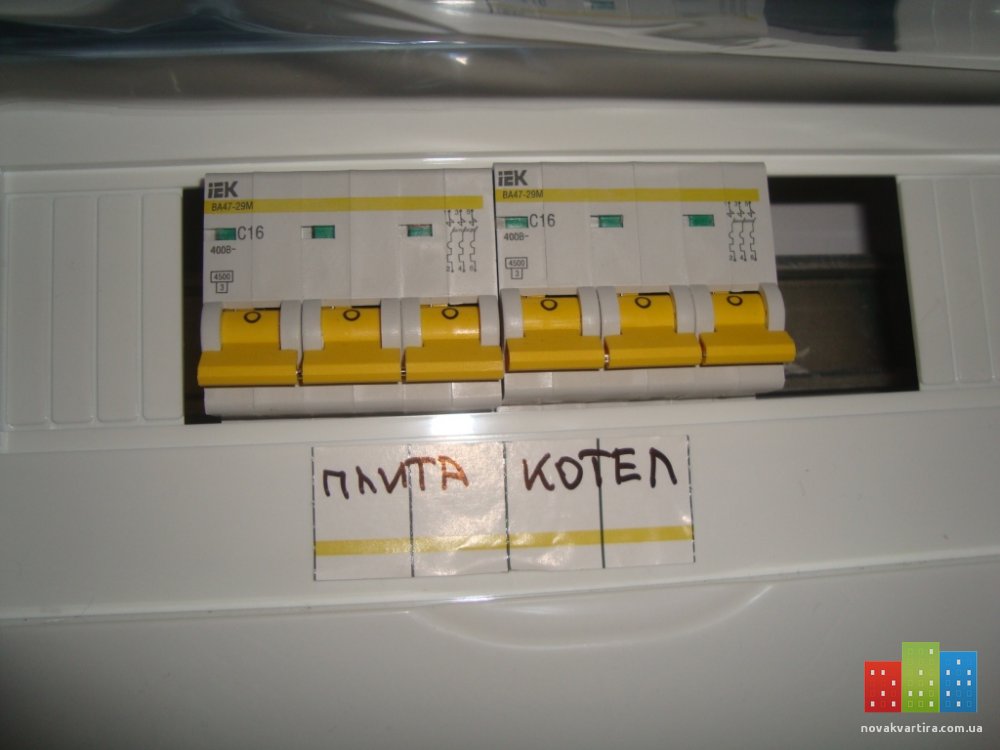 iEK
ВА47-29М
C16
400В~
4500
3
iEK
ВА47-29М
C16
400В~
4500
3
ПЛИТА КОТЕЛ
novakvartira.com.ua